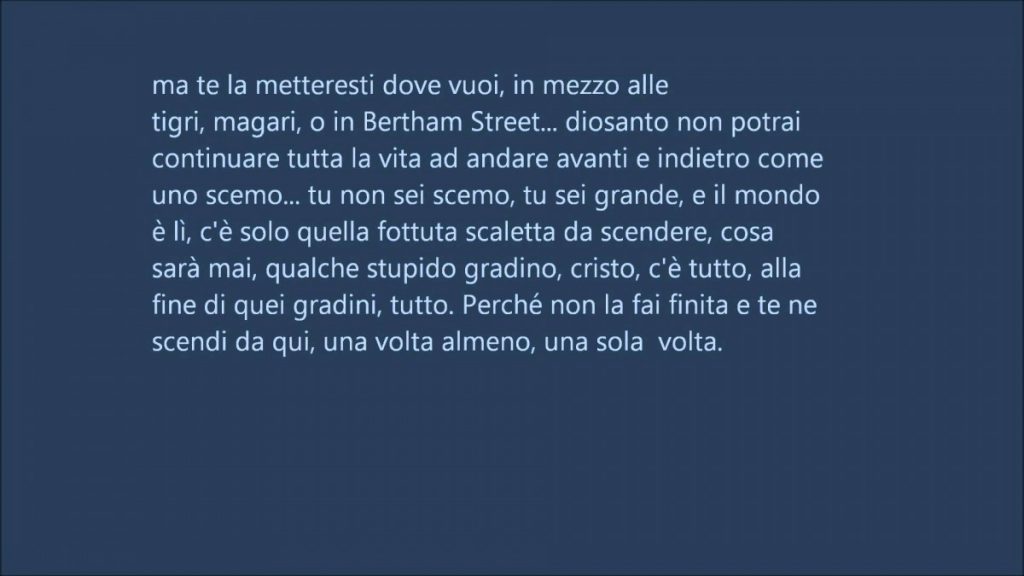 ma te la metteresti dove vuoi, in mezzo alle
tigri, magari, o in Bertham Street... diosanto non potrai
continuare tutta la vita ad andare avanti e indietro come
uno scemo... tu non sei scemo, tu sei grande, e il mondo
è lì, c'è solo quella fottuta scaletta da scendere, cosa
sarà mai, qualche stupido gradino, cristo, c'è tutto, alla
fine di quei gradini, tutto. Perché non la fai finita e te ne
scendi da qui, una volta almeno, una sola  volta.